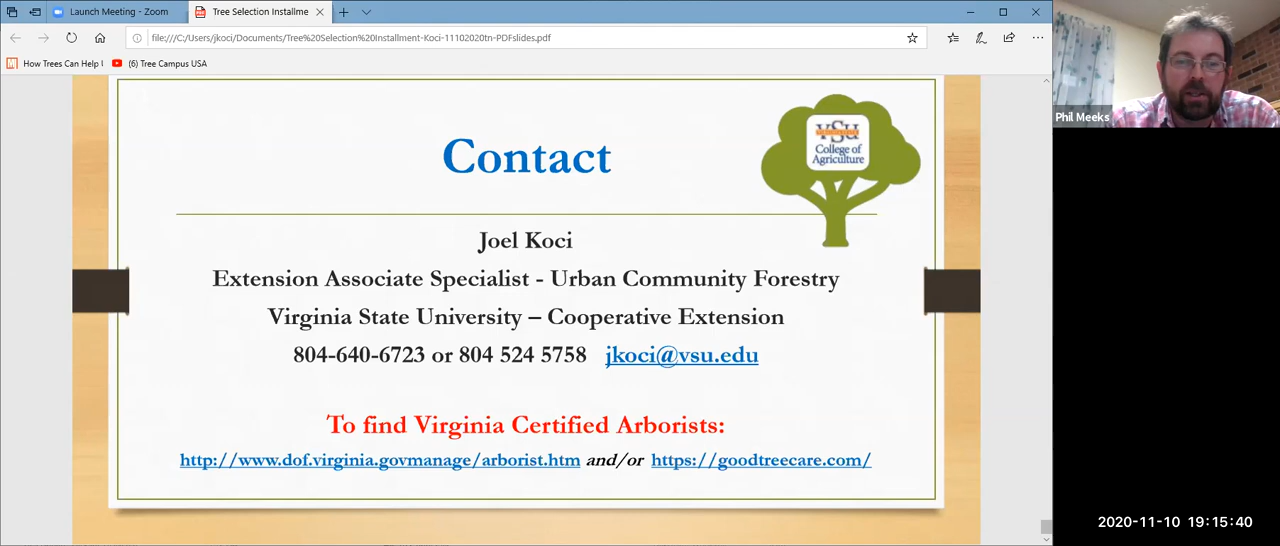 Launch Meeting - Zoom
Tree Selection Installme
file:///C:/Users/jkoci/Documents/Tree%20Selection%20Installment-Koci-11102020tn-PDFslides.pdf
How Trees Can Help U
(6) Tree Campus USA
Contact
VSU
College of
Agriculture
Joel Koci
Extension Associate Specialist - Urban Community Forestry
Virginia State University – Cooperative Extension
804-640-6723 or 804 524 5758 jkoci@vsu.edu
To find Virginia Certified Arborists:
http://www.dof.virginia.govmanage/arborist.htm and/or https://goodtreecare.com/
Phil Meeks
2020-11-10 19:15:40